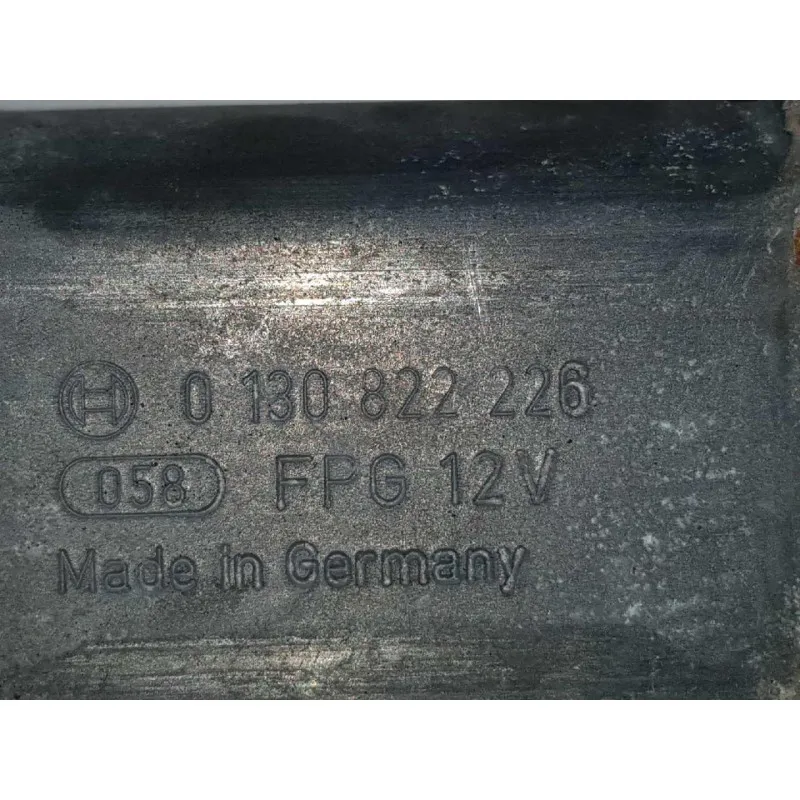 0 130 822 226
058 FPG 12V
Made in Germany